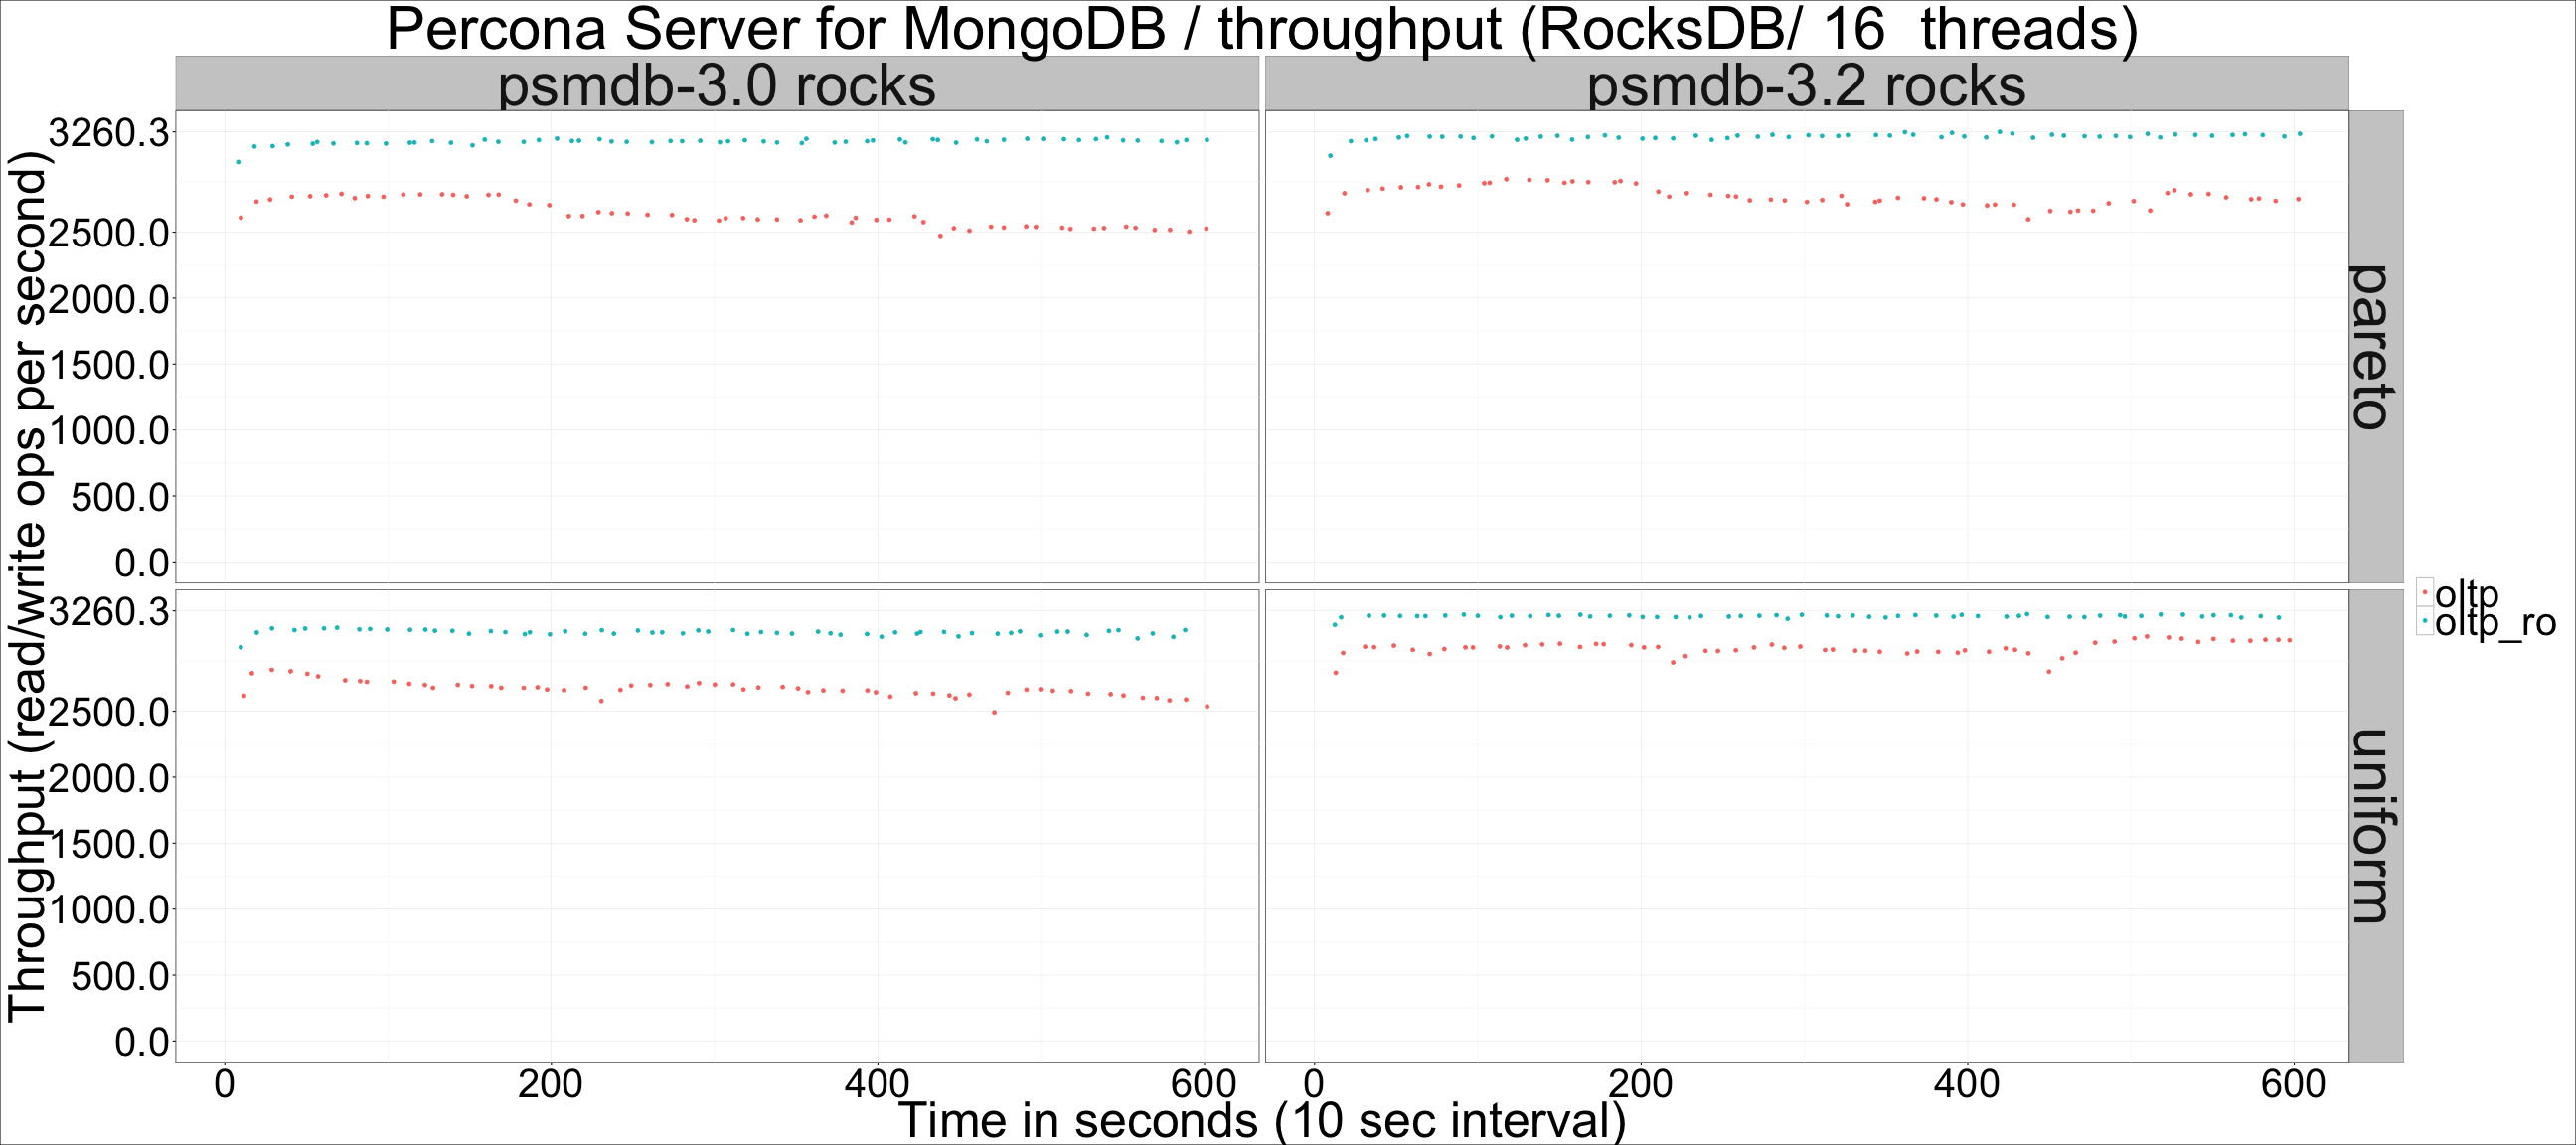 Percona Server for MongoDB / throughput (RocksDB/ 16  threads)
psmdb-3.0 rocks
psmdb-3.2 rocks
Throughput (read/write ops per second)
3260.3
2500.0
2000.0
1500.0
1000.0
500.0
0.0
pareto
3260.3
2500.0
2000.0
1500.0
1000.0
500.0
0.0
uniform
oltp
oltp_ro
0 200 400 600 0 200 400 600
Time in seconds (10 sec interval)